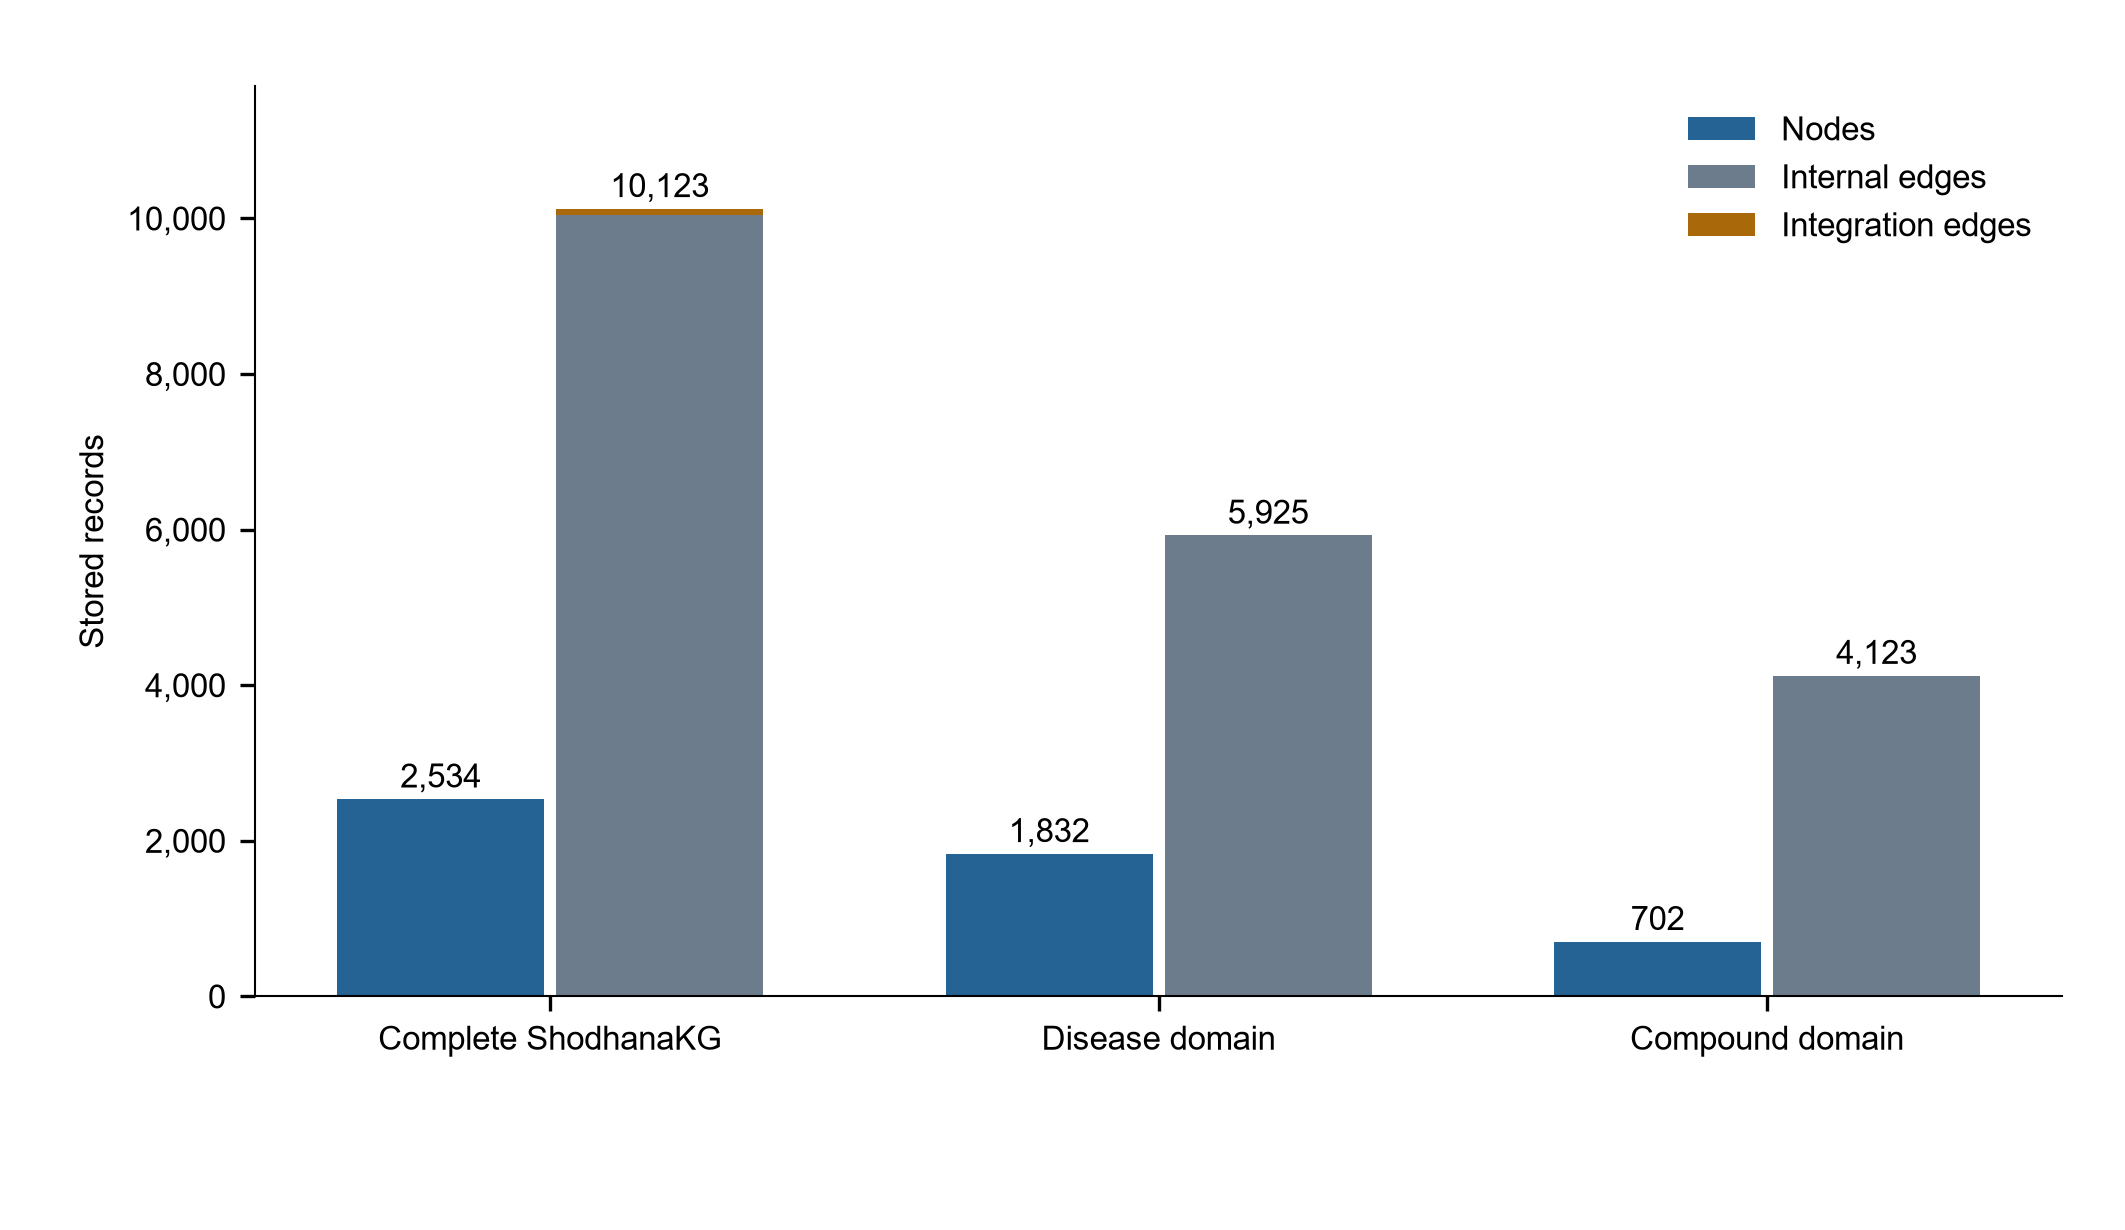 Nodes
Internal edges
Integration edges
Stored records
10,000
8,000
6,000
4,000
2,000
0
10,123
2,534
5,925
1,832
4,123
702
Complete ShodhanaKG
Disease domain
Compound domain